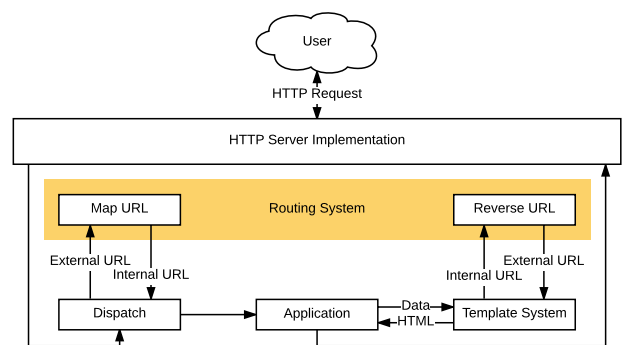 User
HTTP Request
HTTP Server Implementation
Map URL
Routing System
Reverse URL
External URL
Internal URL
External URL
Internal URL
Dispatch
Application
Data
HTML
Template System